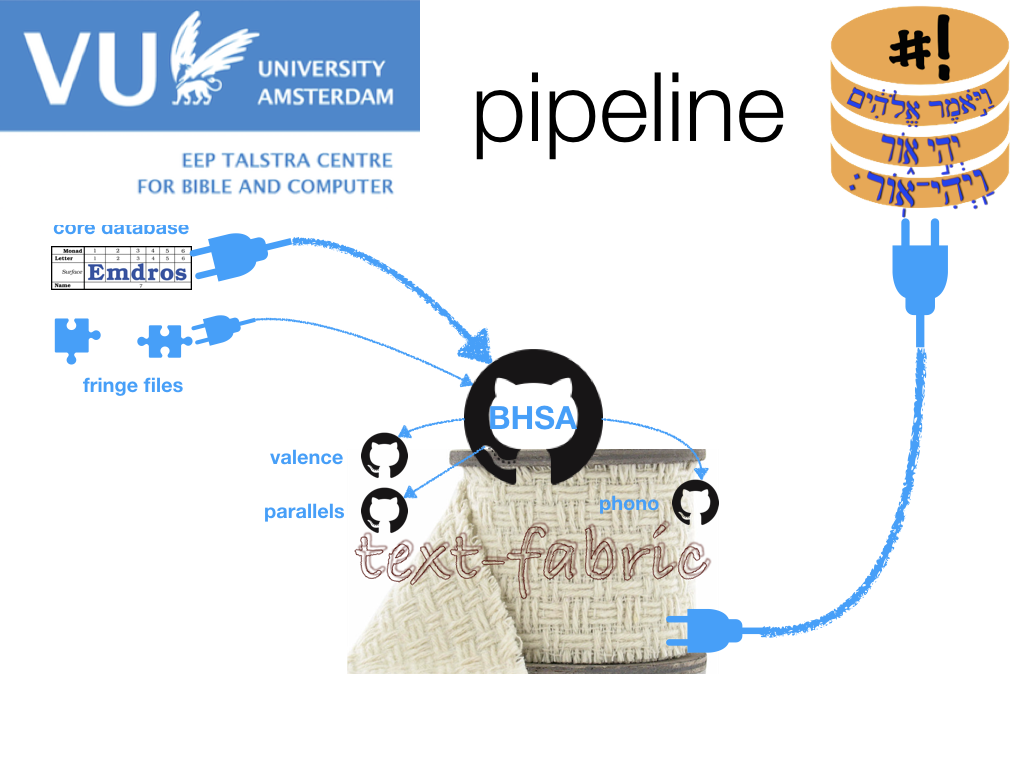 VU
UNIVERSITY
AMSTERDAM
EEP TALSTRA CENTRE
FOR BIBLE AND COMPUTER
pipeline
#!
וַיֹּאמֶר אֱלֹהִים
יְהִי אוֹר
וַיְהִי־אוֹר׃
core database
Monad 1 2 3 4 5 6
Letter 1 2 3 4 5 6
Surface Emdros
Name 7
fringe files
BHSA
valence
parallels
phono
text-fabric